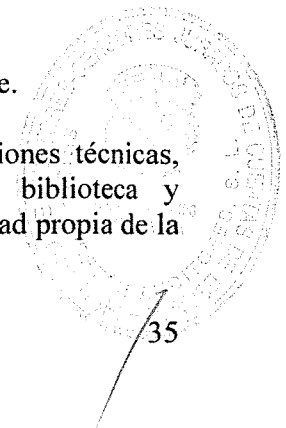 e.
iones técnicas,
biblioteca y
ad propia de la
35